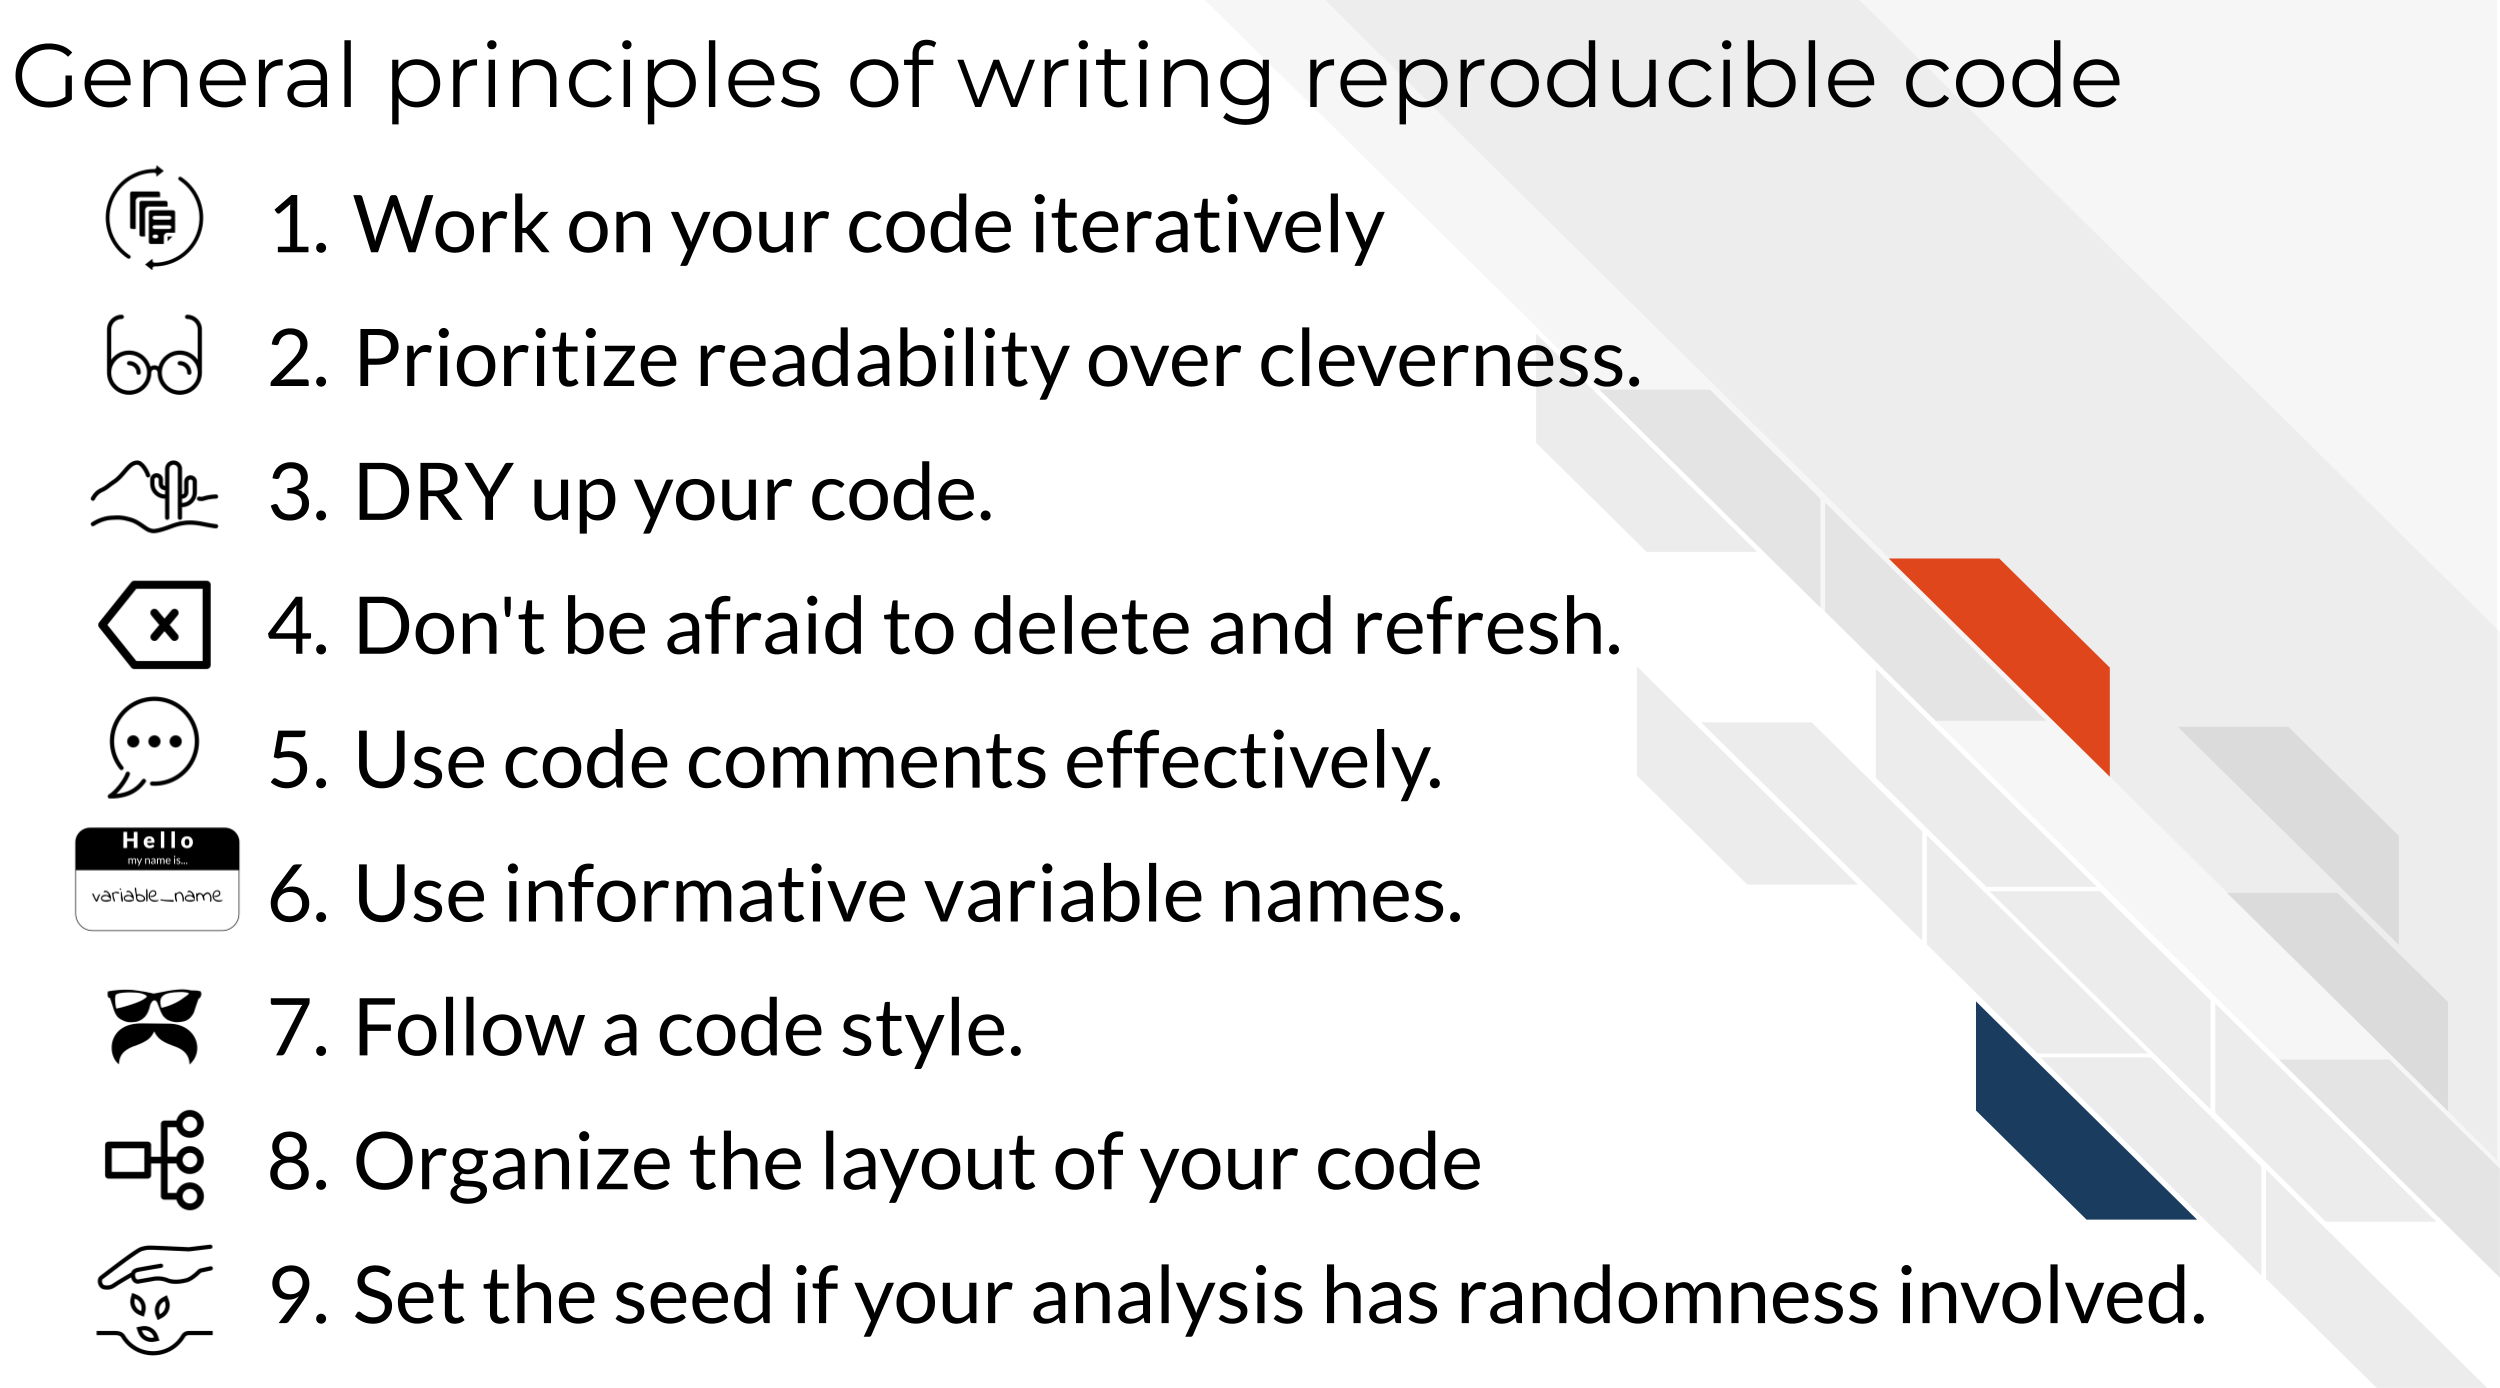 General principles of writing reproducible code
1. Work on your code iteratively
2. Prioritize readability over cleverness.
3. DRY up your code.
4. Don't be afraid to delete and refresh.
5. Use code comments effectively.
Hello
my name is...
variable_name
6. Use informative variable names.
7. Follow a code style.
8. Organize the layout of your code
9. Set the seed if your analysis has randomness involved.